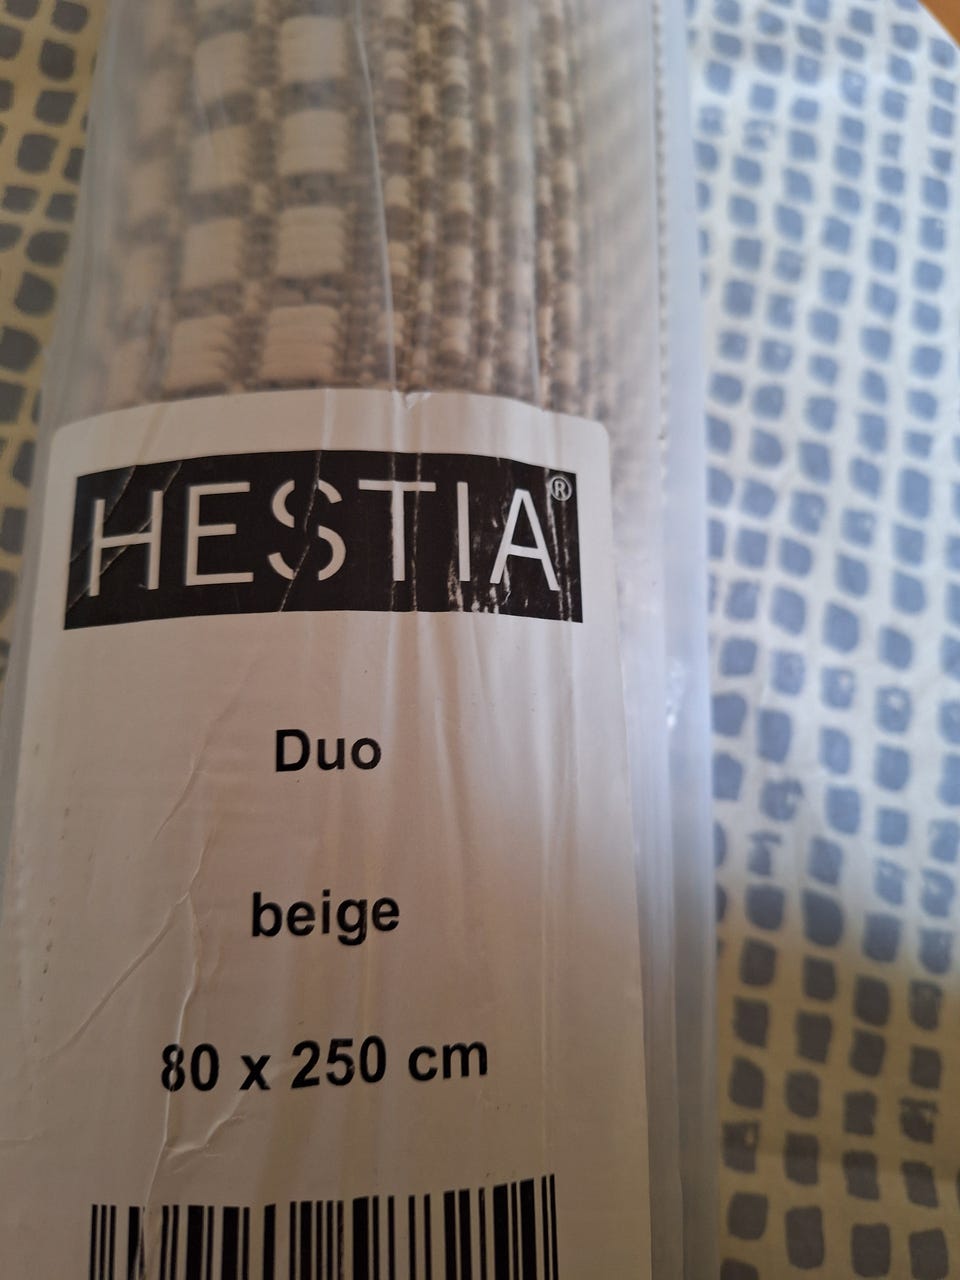 HESTIA®
Duo
beige
80 x 250 cm